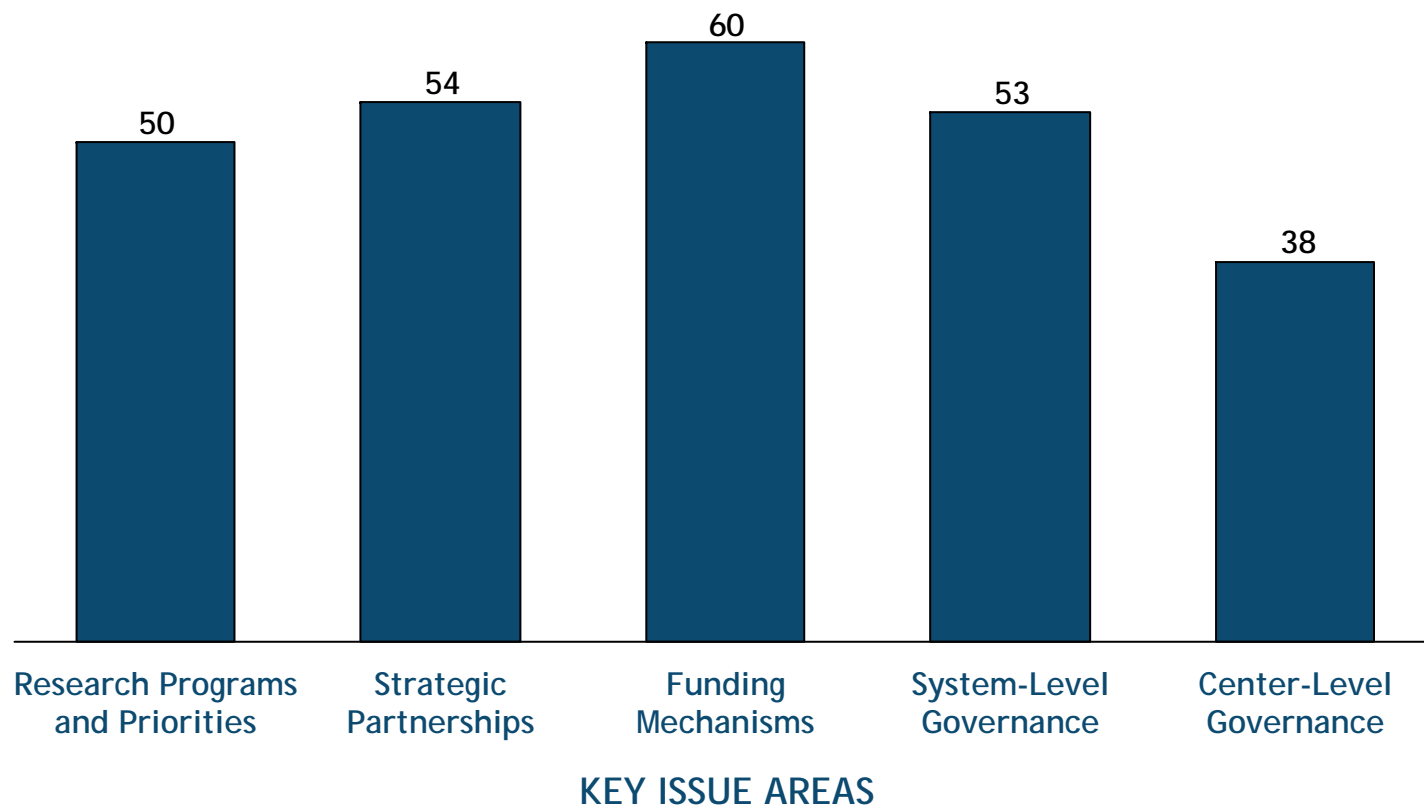 60
54
53
50
38
Research Programs
and Priorities
Strategic
Partnerships
Funding
Mechanisms
System-Level
Governance
Center-Level
Governance
KEY ISSUE AREAS